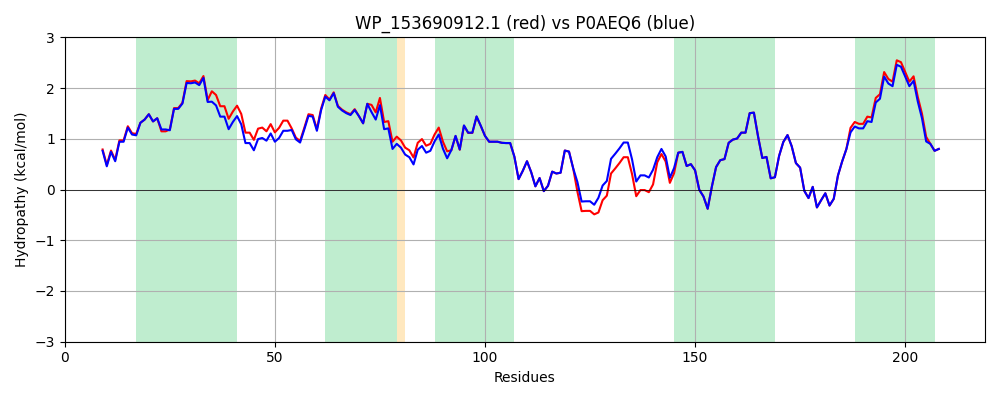 WP_153690912.1 (red) vs P0AEQ6 (blue)
Hydropathy (kcal/mol)
3
2
1
0
−1
−2
−3
0 50 100 150 200
Residues